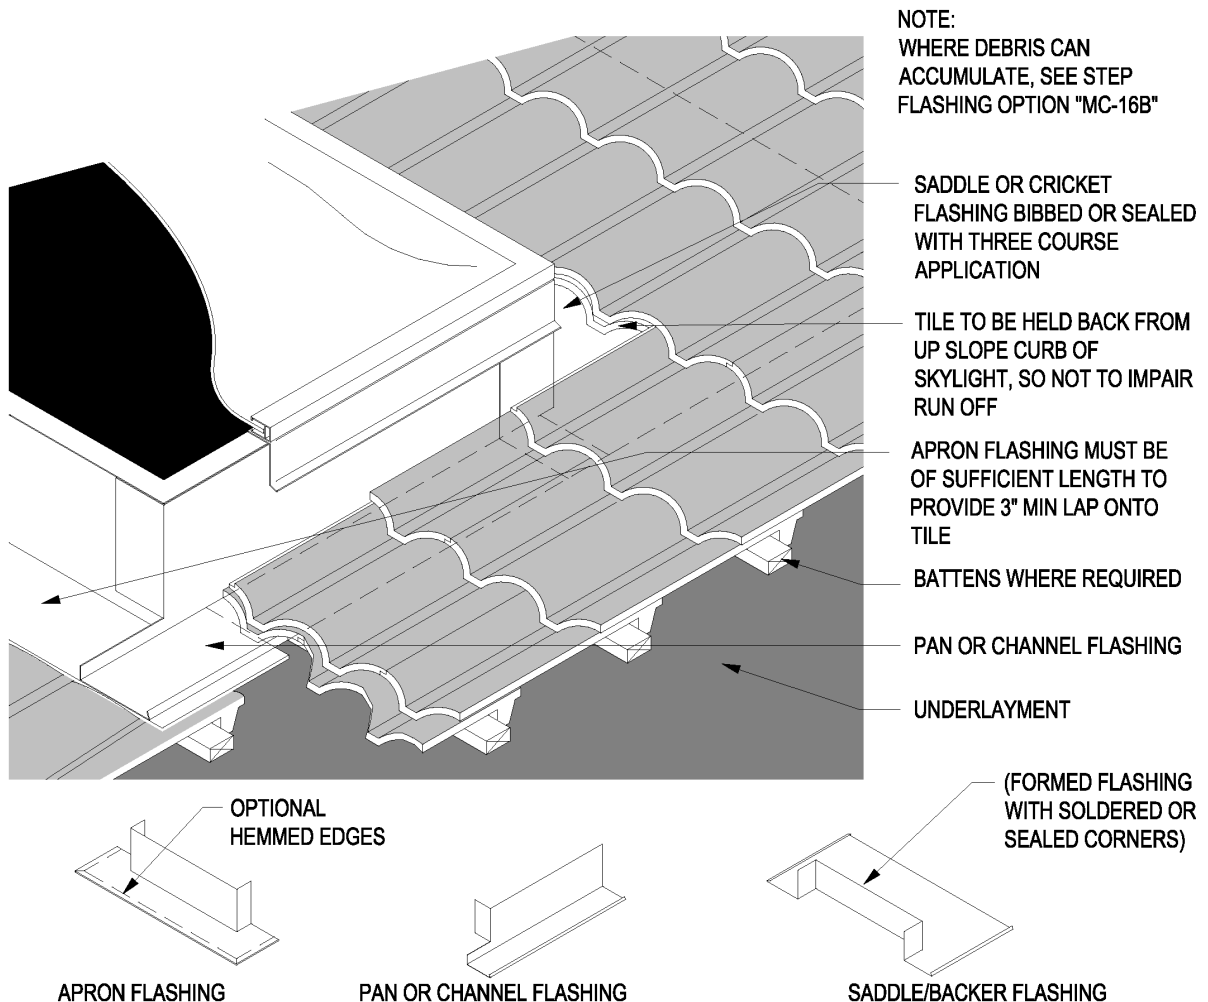 NOTE:
WHERE DEBRIS CAN
ACCUMULATE, SEE STEP
FLASHING OPTION "MC-16B"
SADDLE OR CRICKET
FLASHING BIBBED OR SEALED
WITH THREE COURSE
APPLICATION
TILE TO BE HELD BACK FROM
UP SLOPE CURB OF
SKYLIGHT, SO NOT TO IMPAIR
RUN OFF
APRON FLASHING MUST BE
OF SUFFICIENT LENGTH TO
PROVIDE 3" MIN LAP ONTO
TILE
BATTENS WHERE REQUIRED
PAN OR CHANNEL FLASHING
UNDERLAYMENT
OPTIONAL
HEMMED EDGES
(FORMED FLASHING
WITH SOLDERED OR
SEALED CORNERS)
APRON FLASHING
PAN OR CHANNEL FLASHING
SADDLE/BACKER FLASHING